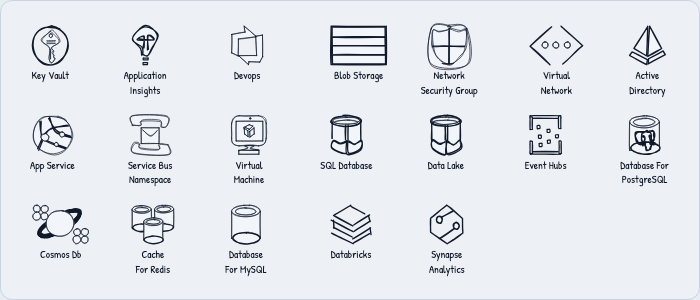 Key Vault
Application
Insights
Devops
Blob Storage
Network
Security Group
Virtual
Network
Active
Directory
App Service
Service Bus
Namespace
Virtual
Machine
SQL Database
Data Lake
Event Hubs
Database For
PostgreSQL
Cosmos Db
Cache
For Redis
Database
For MySQL
Databricks
Synapse
Analytics